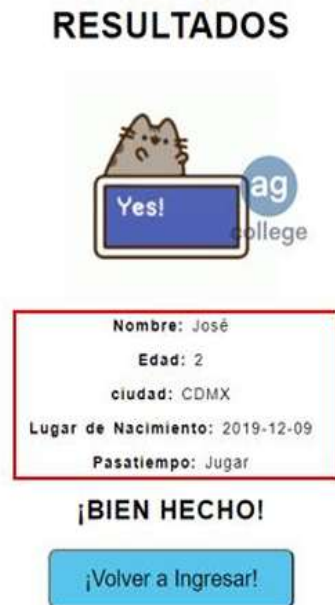 RESULTADOS
Yes!
ag
college
Nombre: José
Edad: 2
ciudad: CDMX
Lugar de Nacimiento: 2019-12-09
Pasatiempo: Jugar
¡BIEN HECHO!
¡Volver a Ingresar!